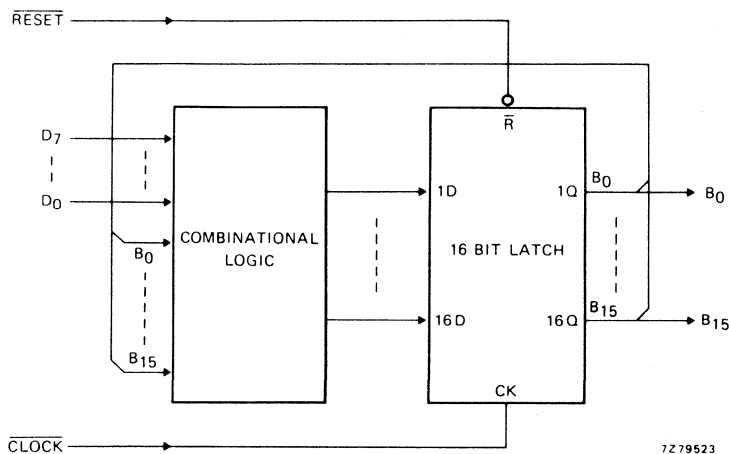 RESET
R
D7
D0
1D
1Q
B0
B0
B0
COMBINATIONAL
LOGIC
16 BIT LATCH
B15
16D
16Q
B15
B15
CK
CLOCK
7Z79523